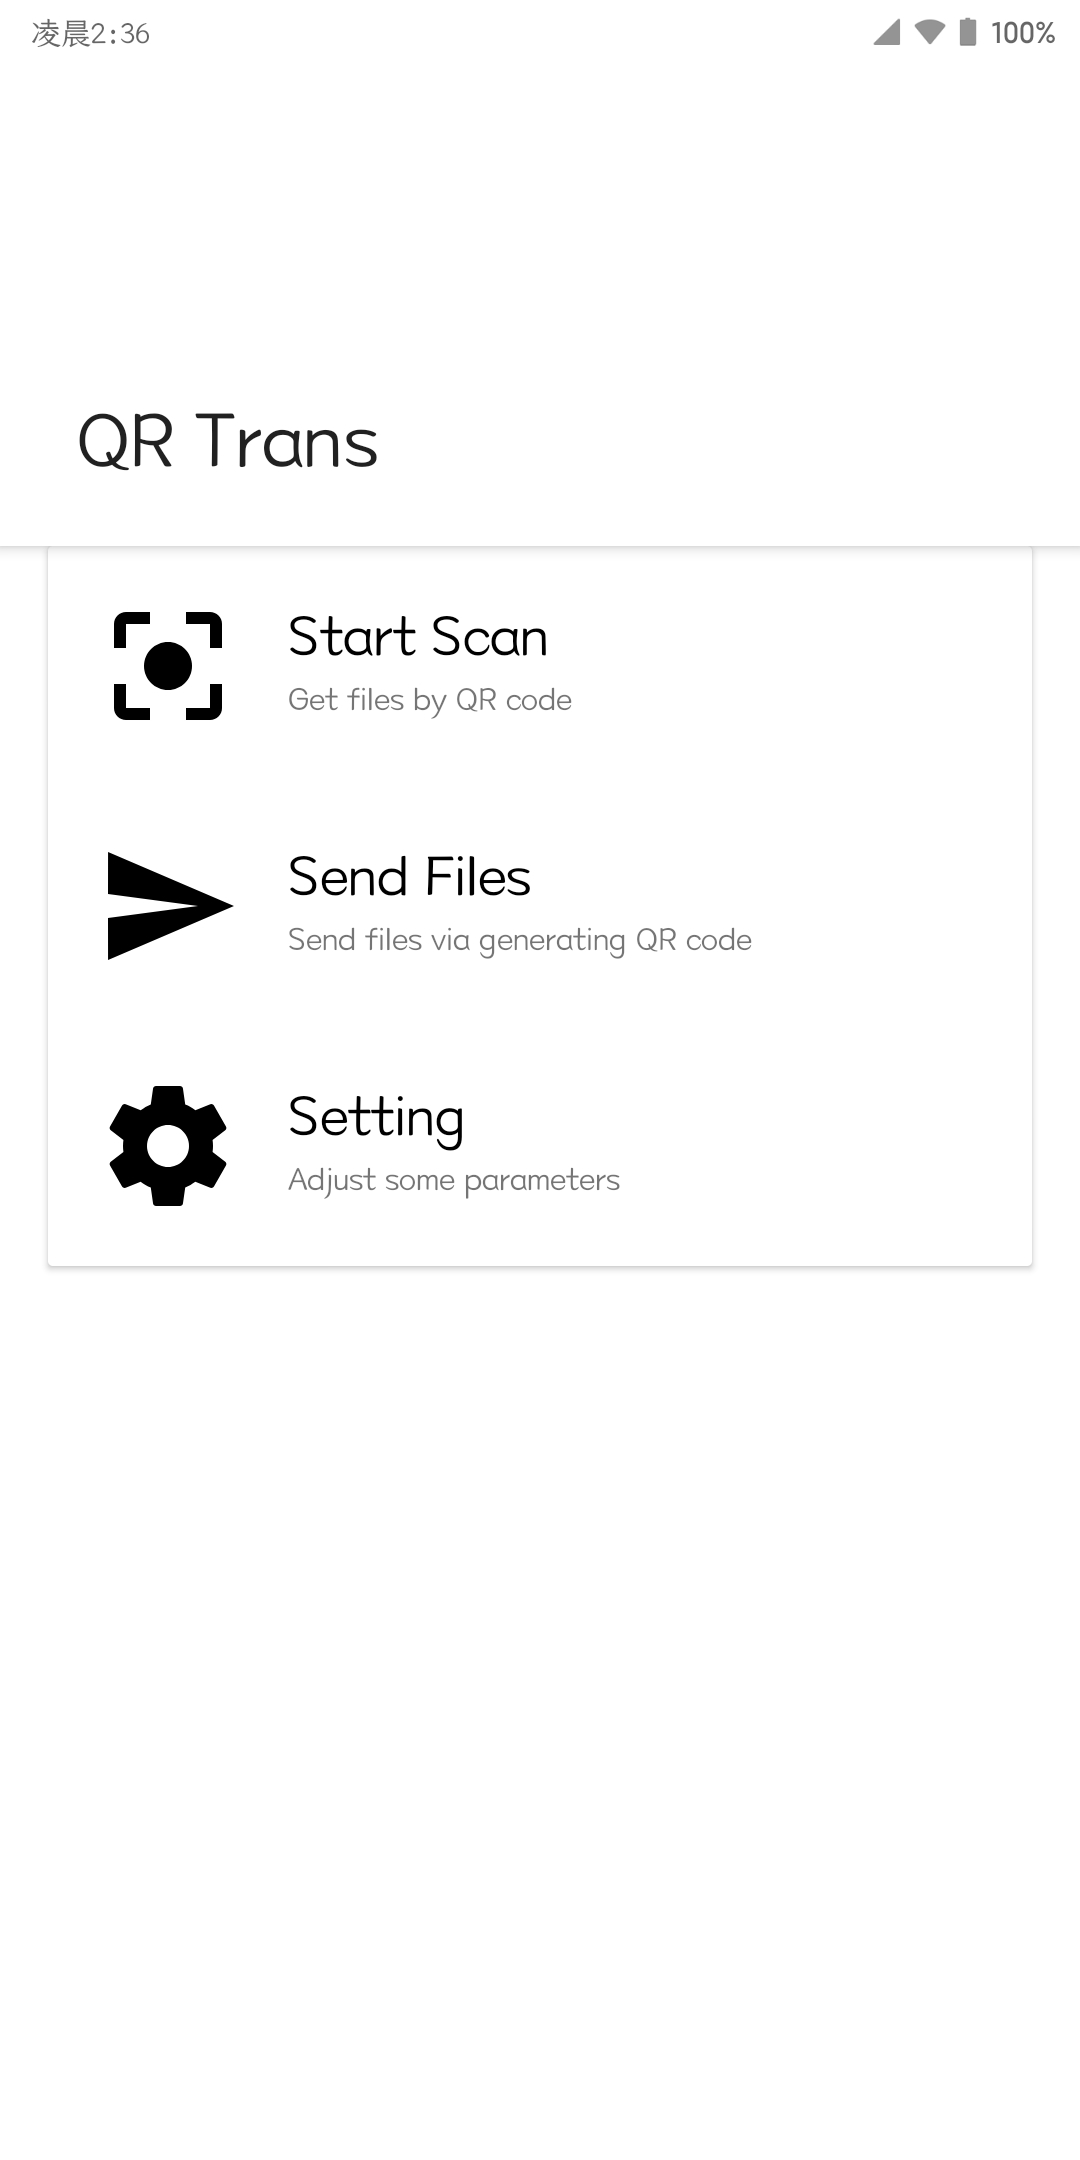 凌晨2:36
100%
QR Trans
Start Scan
Get files by QR code
Send Files
Send files via generating QR code
Setting
Adjust some parameters